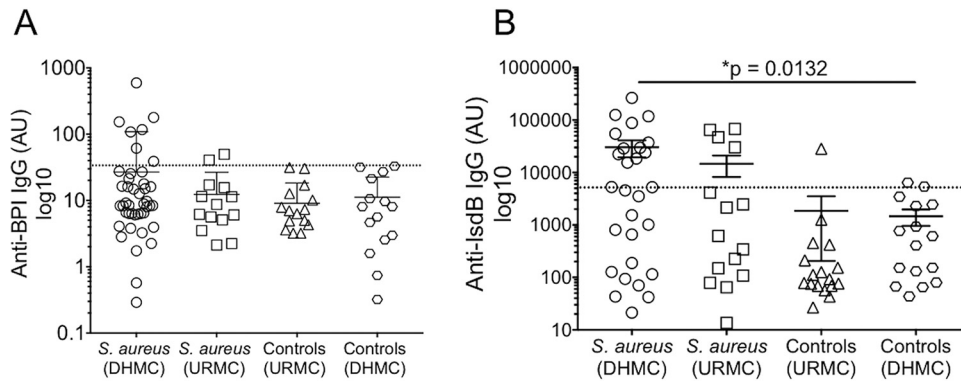 A
Anti-BPI IgG (AU)
log10
1000
100
10
1
0.1
S. aureus
(DHMC)
S. aureus
(URMC)
Controls
(URMC)
Controls
(DHMC)
B
Anti-IsdB IgG (AU)
log10
1000000
100000
10000
1000
100
10
*p = 0.0132
S. aureus
(DHMC)
S. aureus
(URMC)
Controls
(URMC)
Controls
(DHMC)